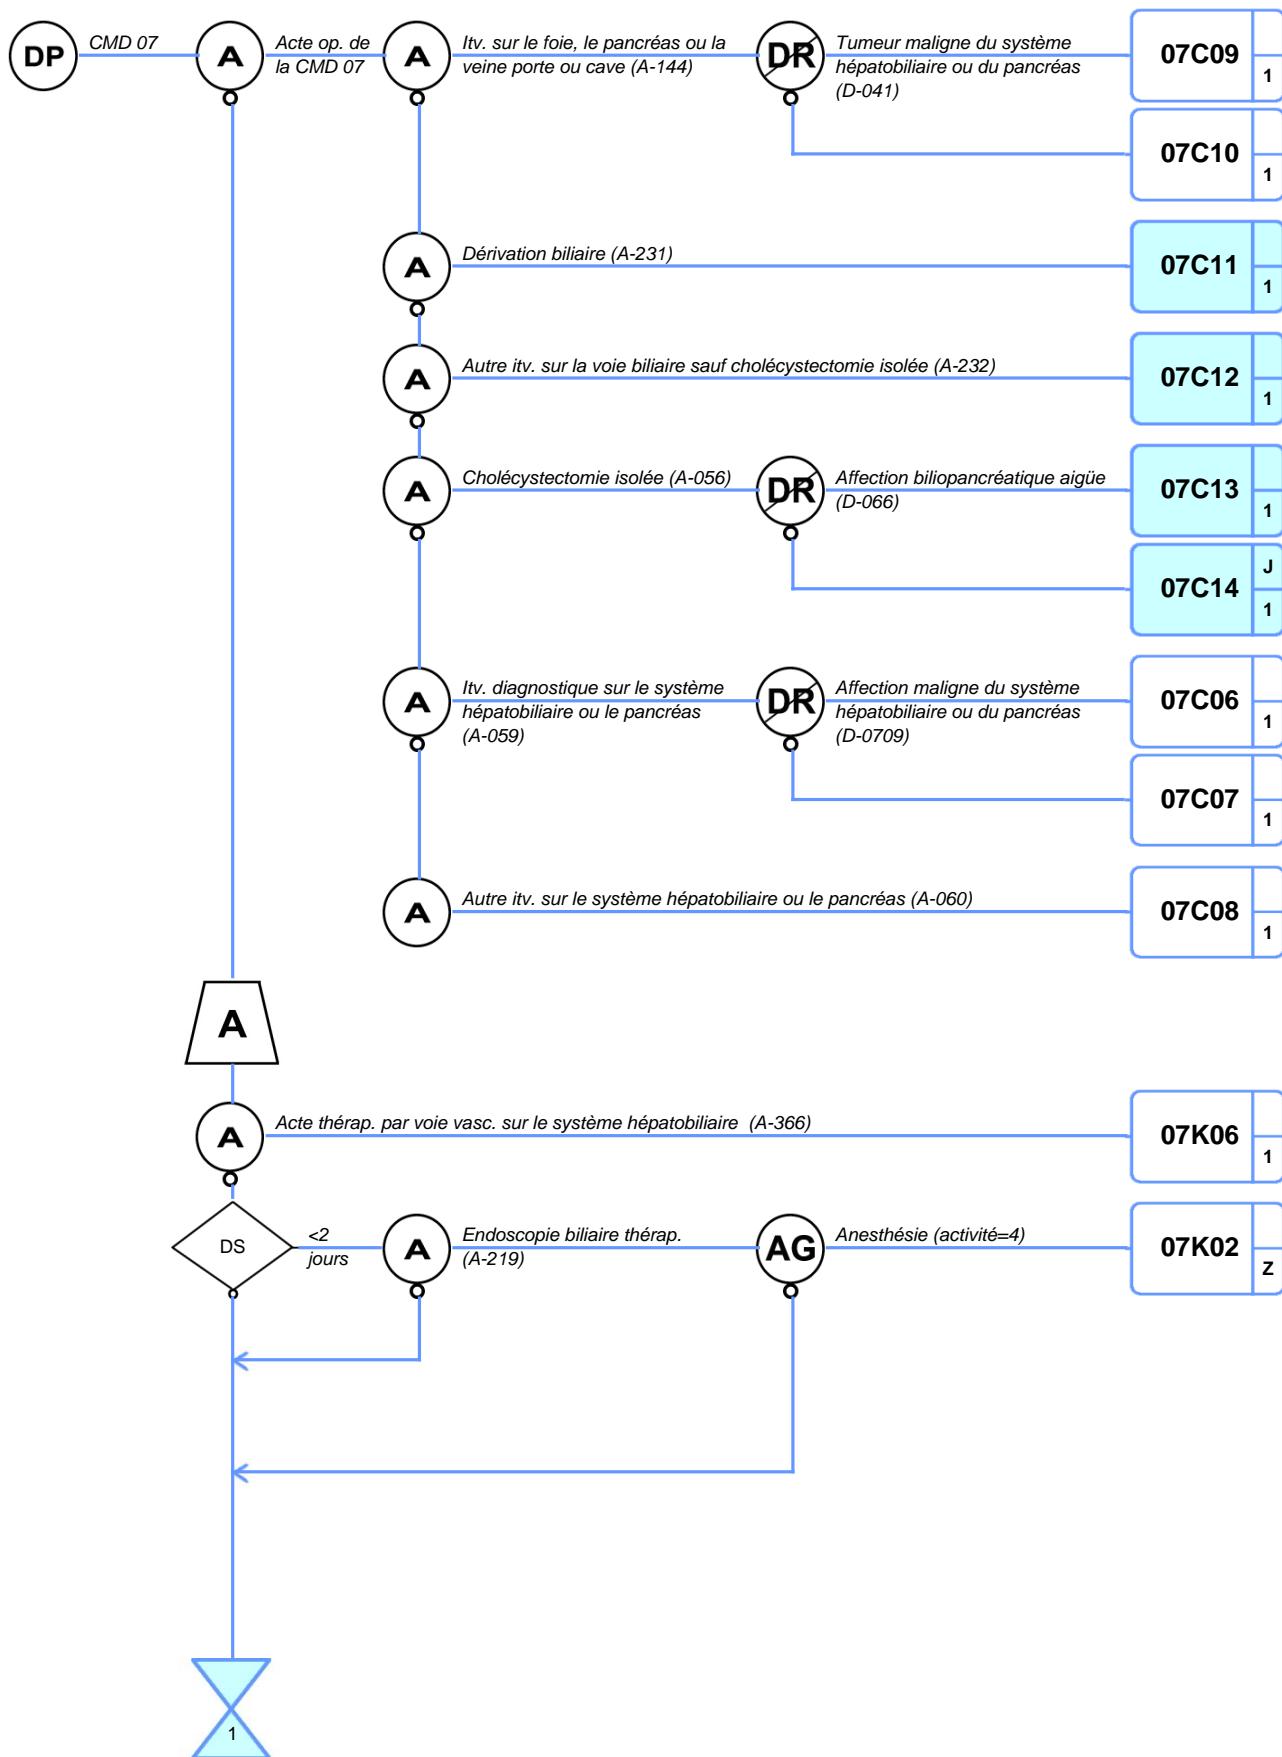 DP
CMD 07
A
Acte op. de
la CMD 07
A
Itv. sur le foie, le pancréas ou la
veine porte ou cave (A-144)
DR
Tumeur maligne du système
hépatobiliaire ou du pancréas
(D-041)
07C09
1
07C10
1
A
Dérivation biliaire (A-231)
07C11
1
A
Autre itv. sur la voie biliaire sauf cholécystectomie isolée (A-232)
07C12
1
A
Cholécystectomie isolée (A-056)
DR
Affection biliopancréatique aigüe
(D-066)
07C13
1
07C14
J
1
A
Itv. diagnostique sur le système
hépatobiliaire ou le pancréas
(A-059)
DR
Affection maligne du système
hépatobiliaire ou du pancréas
(D-0709)
07C06
1
07C07
1
A
Autre itv. sur le système hépatobiliaire ou le pancréas (A-060)
07C08
1
A
A
Acte thérap. par voie vasc. sur le système hépatobiliaire (A-366)
07K06
1
DS
<2
jours
A
Endoscopie biliaire thérap.
(A-219)
AG
Anesthésie (activité=4)
07K02
Z
1